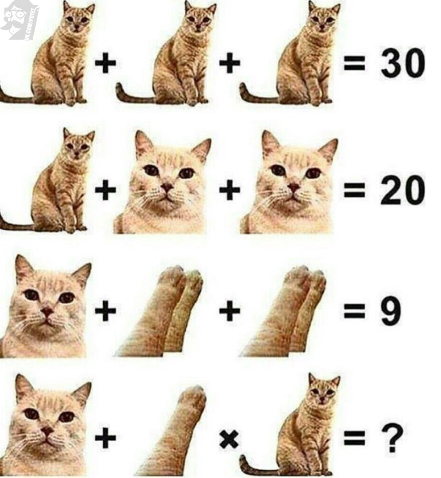 + + = 30
+ + = 20
+ + = 9
+ × = ?